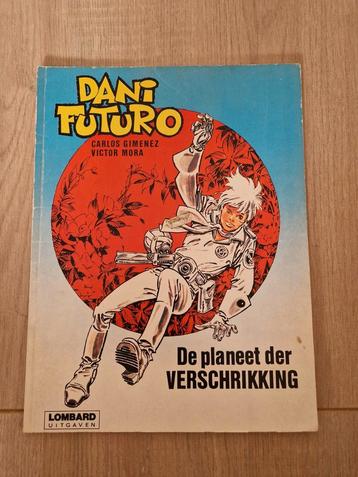 DANI
FUTURO
CARLOS GIMENEZ
VICTOR MORA
De planeet der
VERSCHRIKKING
LOMBARD
UITGAVEN